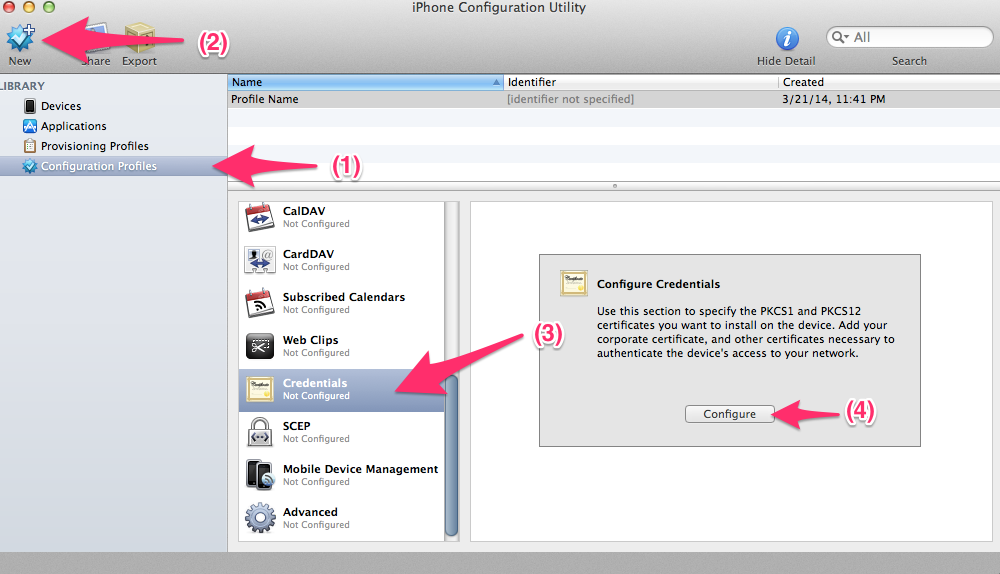 iPhone Configuration Utility
(2)
New
Share
Export
Hide Detail
All
Search
LIBRARY
Devices
Applications
Provisioning Profiles
Configuration Profiles
(1)
Name
Identifier
Created
Profile Name
[identifier not specified]
3/21/14, 11:41 PM
CalDAV
Not Configured
CardDAV
Not Configured
Subscribed Calendars
Not Configured
Web Clips
Not Configured
(3)
Credentials
Not Configured
SCEP
Not Configured
Mobile Device Management
Not Configured
Advanced
Not Configured
Configure Credentials
Use this section to specify the PKCS1 and PKCS12
certificates you want to install on the device. Add your
corporate certificate, and other certificates necessary to
authenticate the device's access to your network.
Configure
(4)